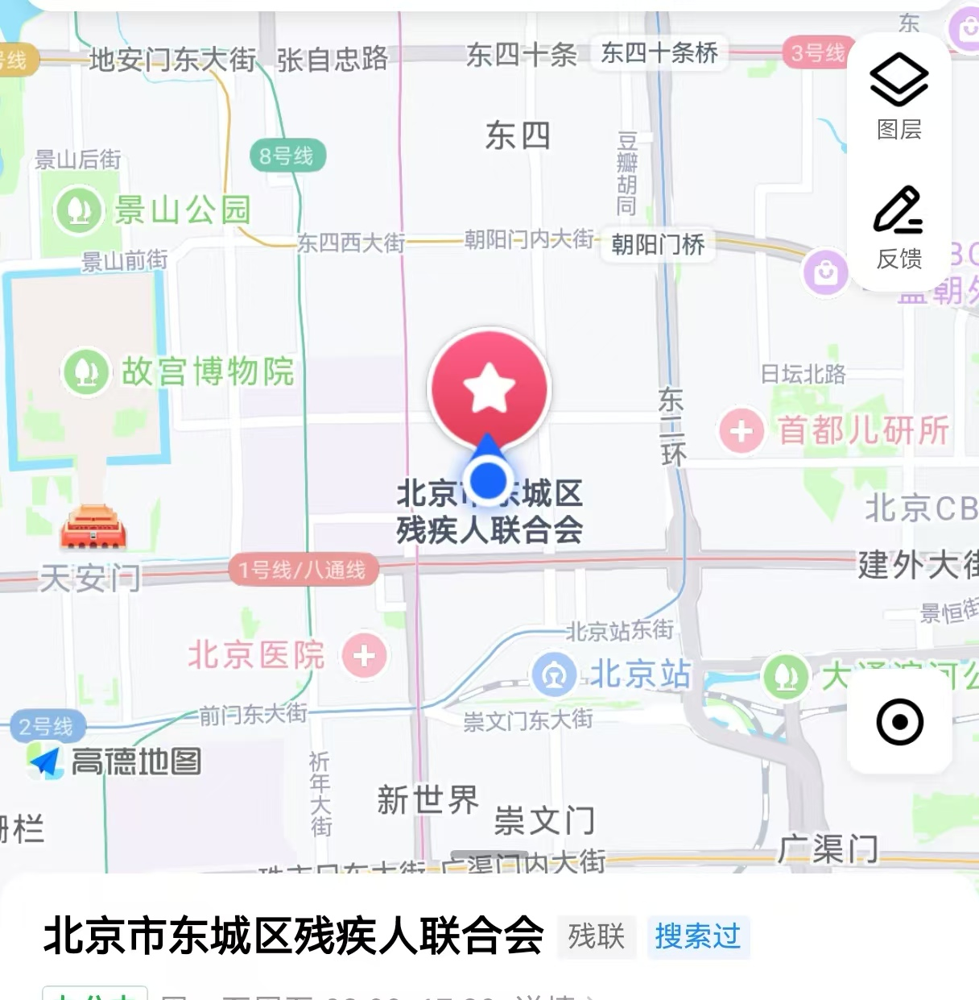 东
号线
地安门东大街
张自忠路
东四十条
东四十条桥
3号线
图层
东四
豆瓣胡同
8号线
景山后街
景山公园
反馈
东四西大街
朝阳门内大街
朝阳门桥
景山前街
故宫博物院
日坛北路
东二环
首都儿研所
北京市东城区
残疾人联合会
北京CB
天安门
1号线/八通线
建外大街
景恒街
北京站东街
北京医院
北京站
2号线
前门东大街
崇文门东大街
高德地图
祈年大街
新世界
崇文门
栅栏
广渠门
珠市口东大街
广渠门内大街
北京市东城区残疾人联合会
残联
搜索过